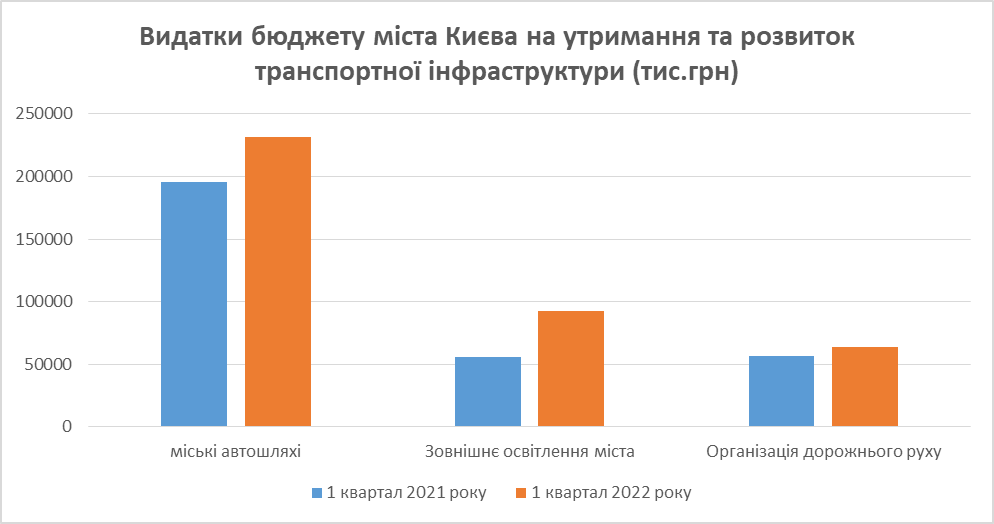 Видатки бюджету міста Києва на утримання та розвиток
транспортної інфраструктури (тис.грн)
250000
200000
150000
100000
50000
0
міські автошляхі
Зовнішнє освітлення міста
Організація дорожнього руху
1 квартал 2021 року
1 квартал 2022 року